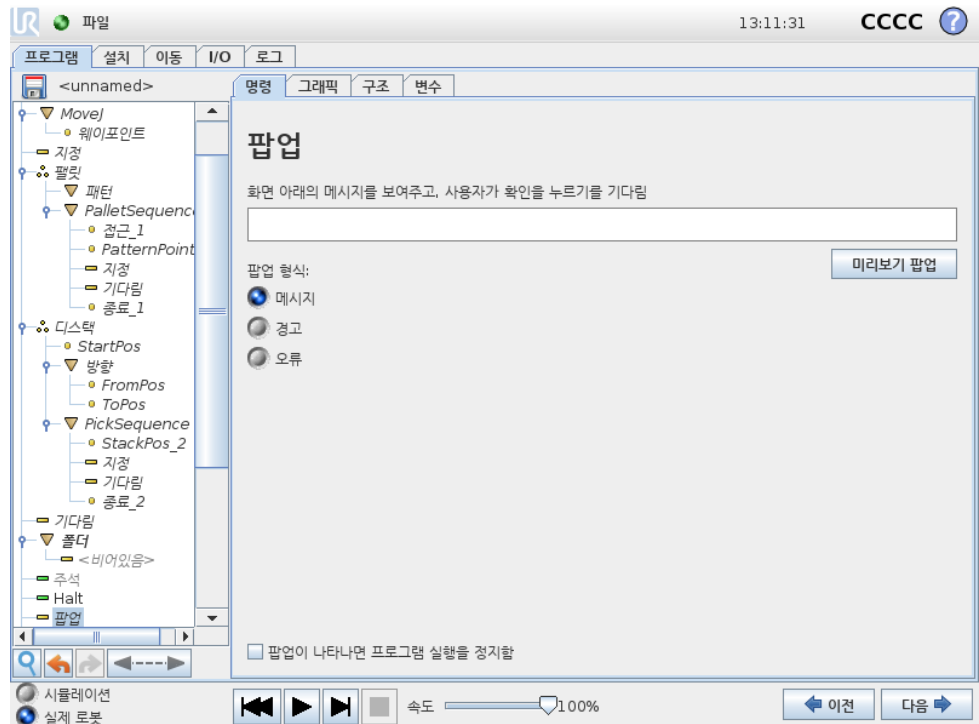 UR 파일 13:11:31 CCCC ?
프로그램 설치 이동 I/O 로그
<unnamed>
명령 그래픽 구조 변수
MoveJ
웨이포인트
지정
팔릿
패턴
PalletSequenc
접근_1
PatternPoint
지정
기다림
종료_1
디스택
StartPos
방향
FromPos
ToPos
PickSequence
StackPos_2
지정
기다림
종료_2
기다림
폴더
<비어있음>
주석
Halt
팝업
팝업
화면 아래의 메시지를 보여주고, 사용자가 확인을 누르기를 기다림
미리보기 팝업
팝업 형식:
메시지
경고
오류
팝업이 나타나면 프로그램 실행을 정지함
시뮬레이션
실제 로봇
속도 100%
이전 다음